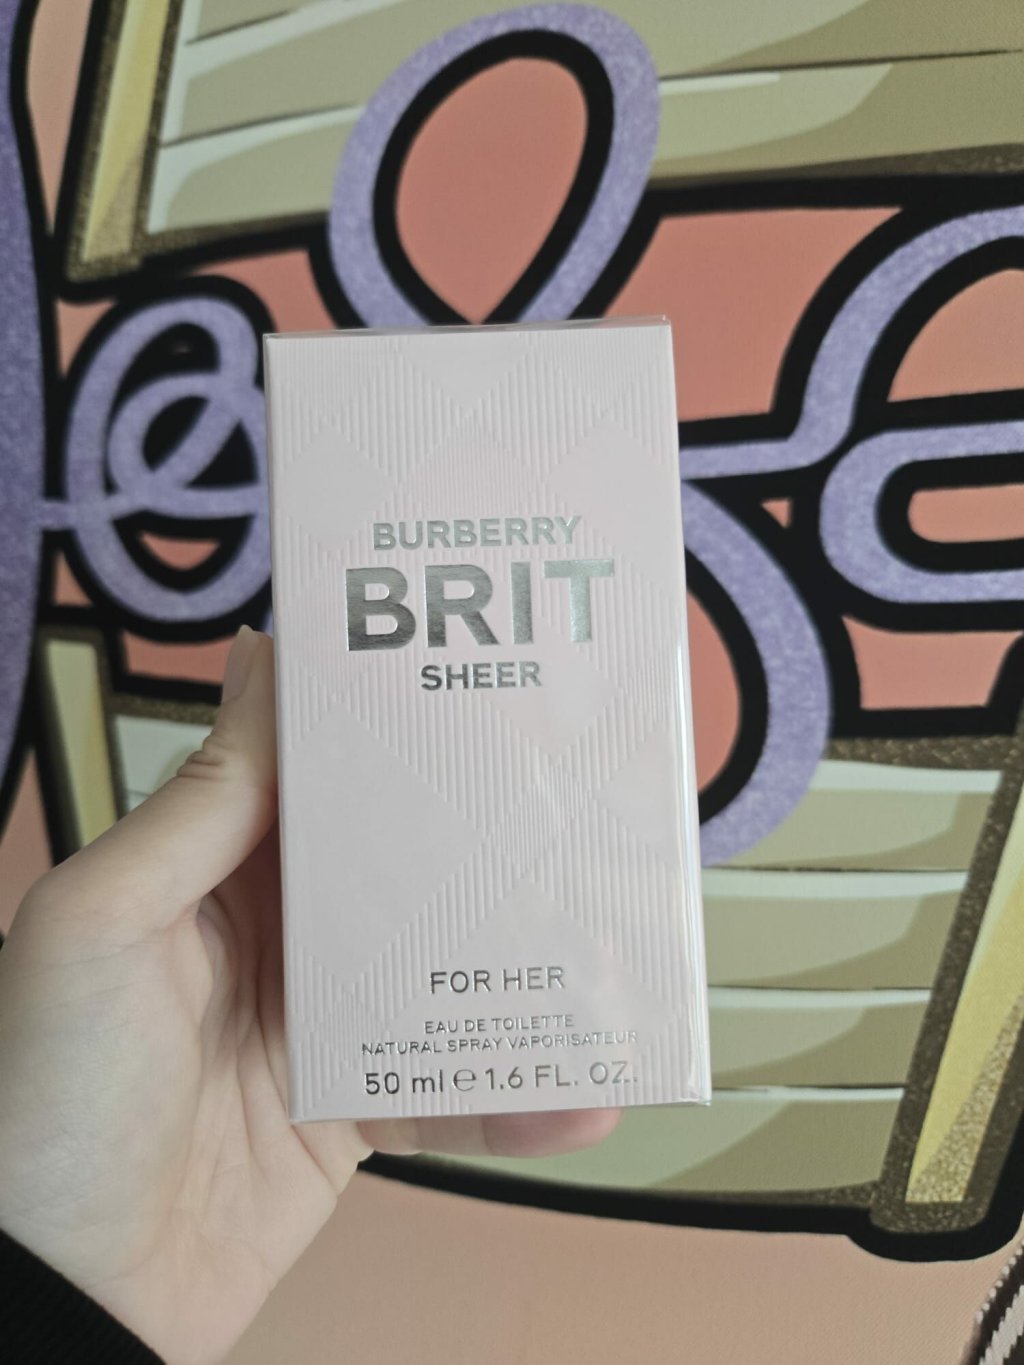 BURBERRY
BRIT
SHEER
FOR HER
EAU DE TOILETTE
NATURAL SPRAY VAPORISATEUR
50 ml ℮ 1.6 FL. OZ.